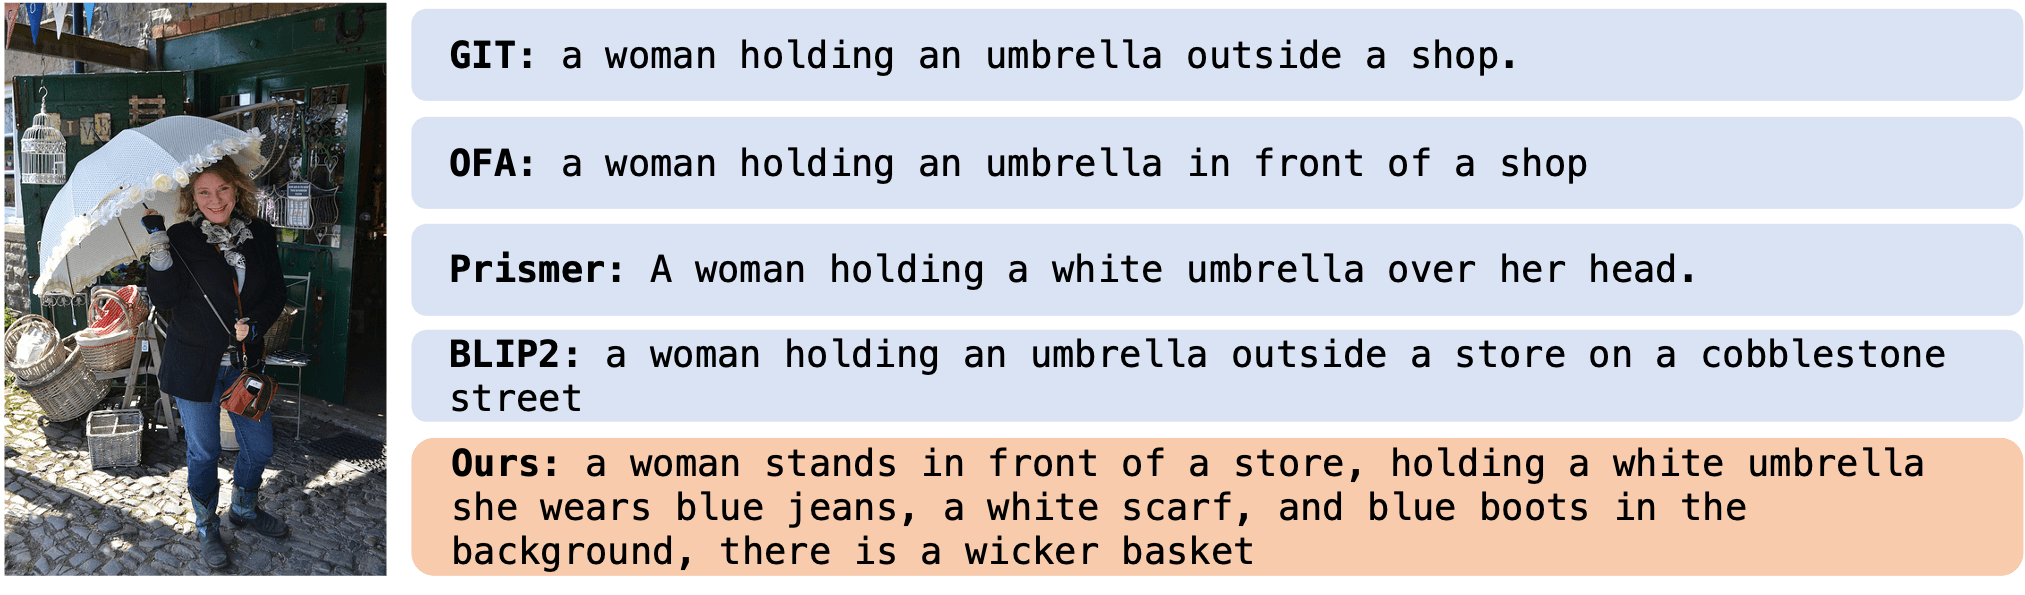 GIT: a woman holding an umbrella outside a shop.
OFA: a woman holding an umbrella in front of a shop
Prismer: A woman holding a white umbrella over her head.
BLIP2: a woman holding an umbrella outside a store on a cobblestone
street
Ours: a woman stands in front of a store, holding a white umbrella
she wears blue jeans, a white scarf, and blue boots in the
background, there is a wicker basket